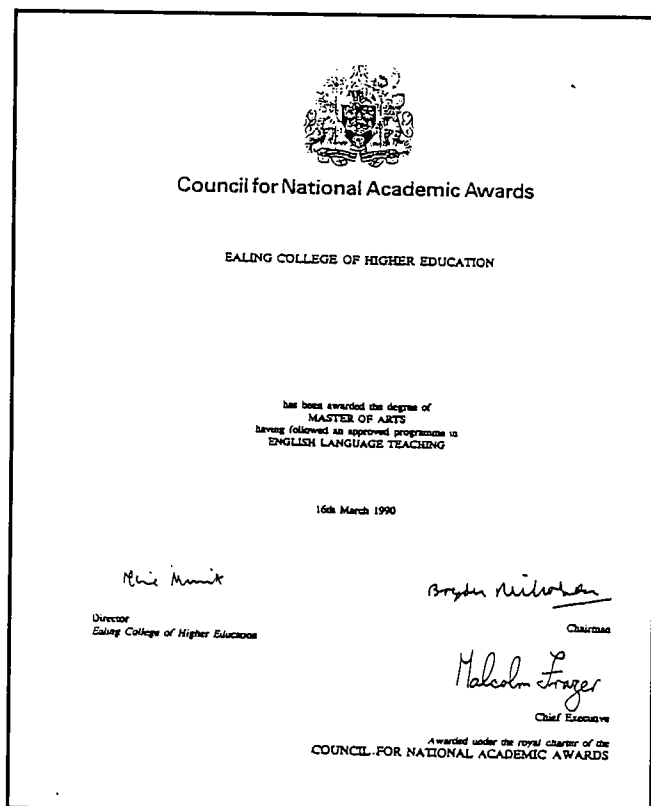 Council for National Academic Awards
EALING COLLEGE OF HIGHER EDUCATION
has been awarded the degree of
MASTER OF ARTS
having followed an approved programme in
ENGLISH LANGUAGE TEACHING
16th March 1990
Director
Ealing College of Higher Education
Chairman
Malcolm Frazer
Chief Executive
Awarded under the royal charter of the
COUNCIL FOR NATIONAL ACADEMIC AWARDS